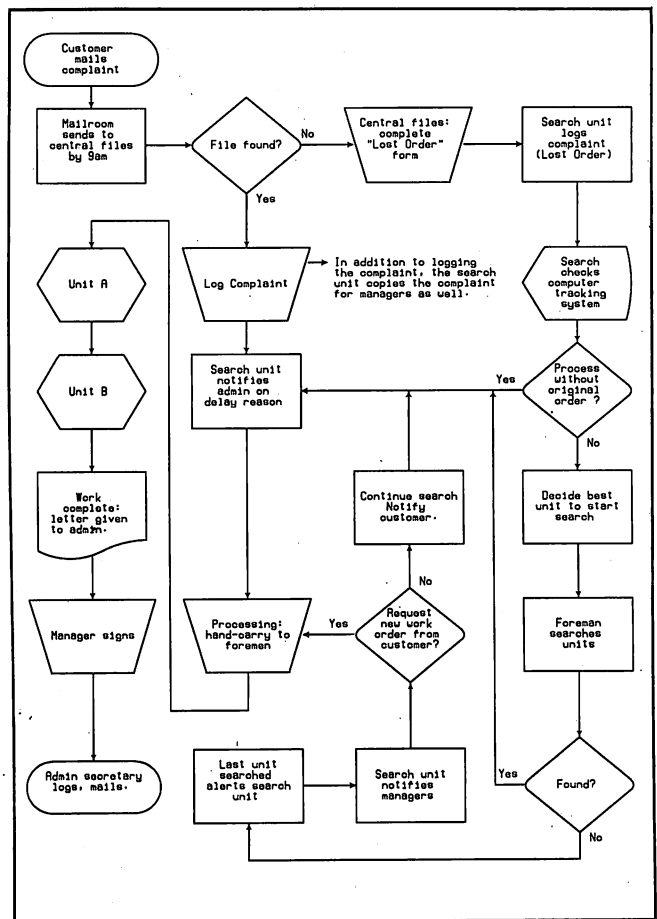 Customer
mails
complaint
Mailroom
sends to
central files
by 9am
File found?
No
Central files:
complete
"Lost Order"
form
Search unit
logs
complaint
(Lost Order)
Yes
Unit A
Log Complaint
In addition to logging
the complaint, the search
unit copies the complaint
for managers as well.
Search
checks
computer
tracking
system
Unit B
Search unit
notifies
admin on
delay reason
Yes
Process
without
original
order ?
No
Work
complete:
letter given
to admin.
Continue search
Notify
customer.
Decide best
unit to start
search
No
Manager signs
Processing:
hand-carry to
foremen
Yes
Request
new work
order from
customer?
Foreman
searches
units
Admin secretary
logs, mails.
Last unit
searched
alerts search
unit
Search unit
notifies
managers
Yes
Found?
No